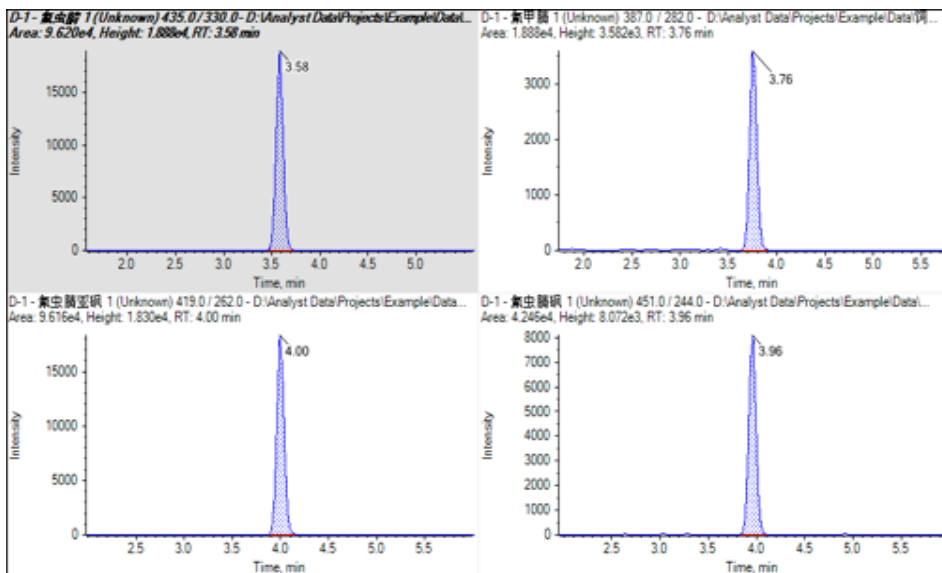 D-1 - 氟虫腈 1 (Unknown) 435.0 / 330.0 - D:\Analyst Data\Projects\Example\Data\...
Area: 9.620e4, Height: 1.888e4, RT: 3.58 min
3.58
15000
10000
5000
0
Intensity
2.0 2.5 3.0 3.5 4.0 4.5 5.0 5.5
Time, min
D-1 - 氟甲腈 1 (Unknown) 387.0 / 282.0 - D:\Analyst Data\Projects\Example\Data\饲...
Area: 1.888e4, Height: 3.582e3, RT: 3.76 min
3.76
3000
2000
1000
0
Intensity
2.0 2.5 3.0 3.5 4.0 4.5 5.0 5.5
Time, min
D-1 - 氟虫腈亚砜 1 (Unknown) 419.0 / 262.0 - D:\Analyst Data\Projects\Example\Data...
Area: 9.616e4, Height: 1.830e4, RT: 4.00 min
4.00
15000
10000
5000
0
Intensity
2.5 3.0 3.5 4.0 4.5 5.0 5.5
Time, min
D-1 - 氟虫腈砜 1 (Unknown) 451.0 / 244.0 - D:\Analyst Data\Projects\Example\Data\...
Area: 4.246e4, Height: 8.072e3, RT: 3.96 min
3.96
8000
7000
6000
5000
4000
3000
2000
1000
0
Intensity
2.5 3.0 3.5 4.0 4.5 5.0 5.5
Time, min